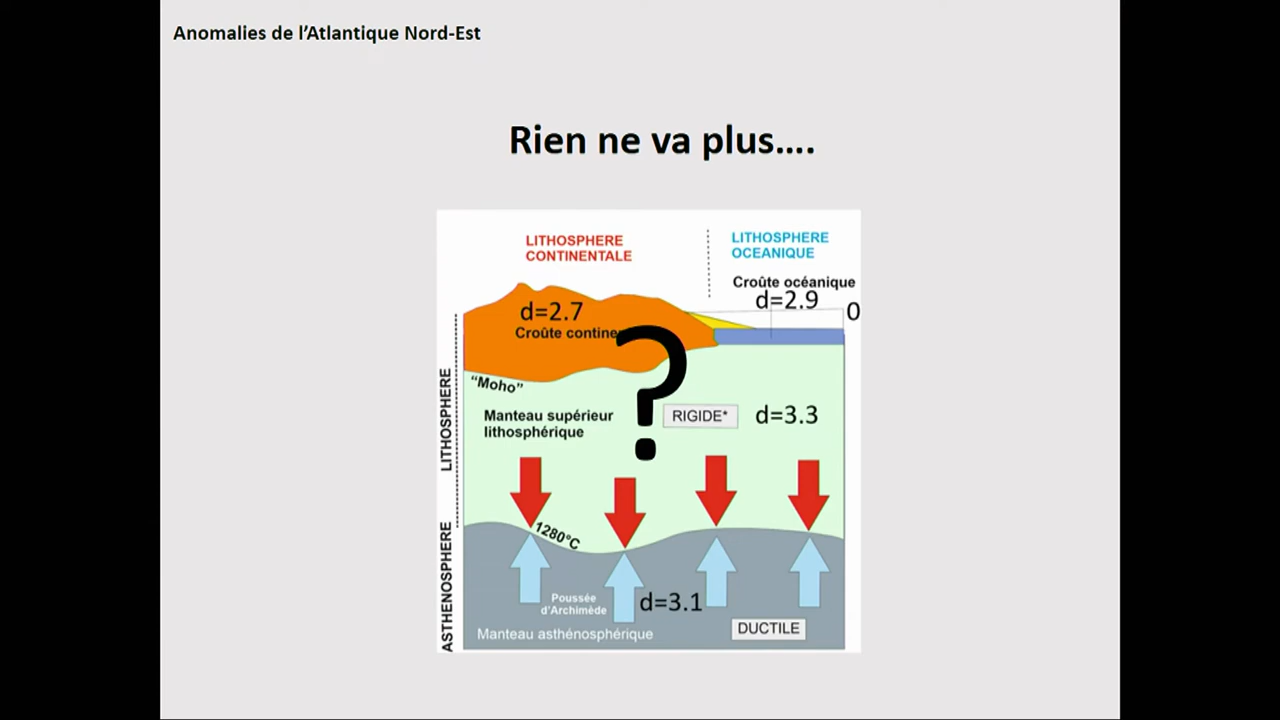 Anomalies de l’Atlantique Nord-Est
Rien ne va plus....
LITHOSPHERE
CONTINENTALE
LITHOSPHERE
OCEANIQUE
Croûte océanique
d=2.9
0
d=2.7
Croûte contine
?
“Moho”
Manteau supérieur
lithosphérique
RIGIDE*
d=3.3
LITHOSPHERE
1280°C
ASTHENOSPHERE
Poussée
d’Archimède
d=3.1
Manteau asthénosphérique
DUCTILE